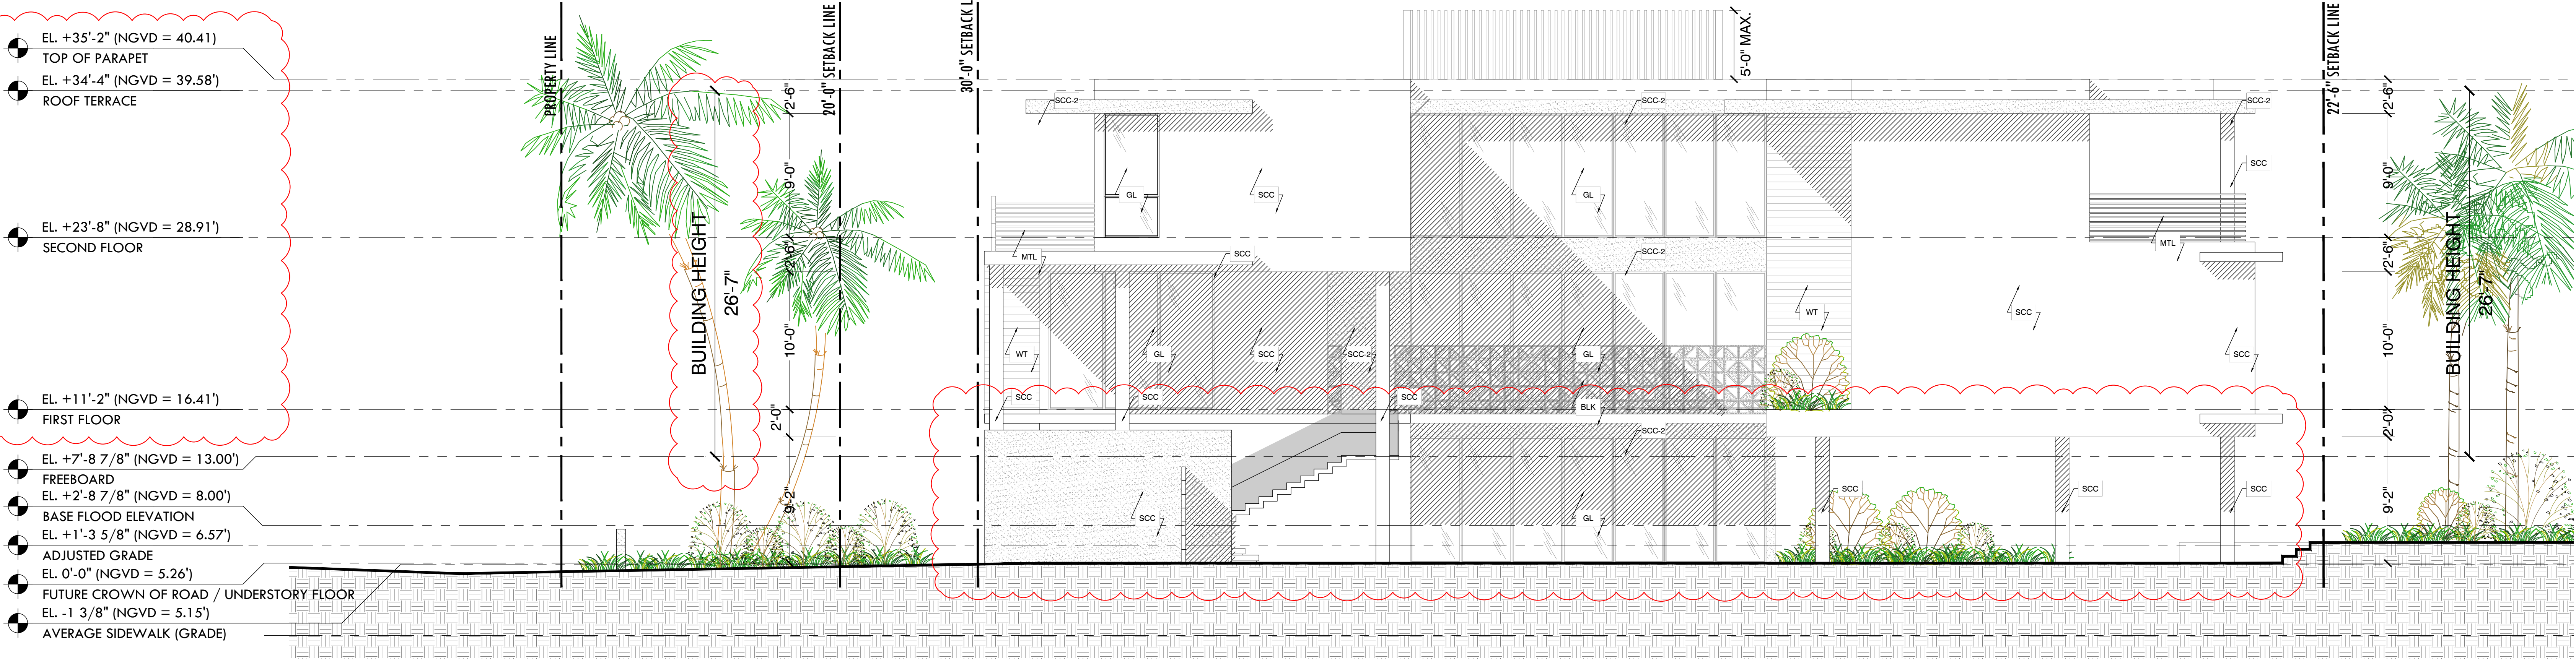 EL. +35'-2" (NGVD = 40.41)
TOP OF PARAPET
EL. +34'-4" (NGVD = 39.58')
ROOF TERRACE
EL. +23'-8" (NGVD = 28.91')
SECOND FLOOR
EL. +11'-2" (NGVD = 16.41')
FIRST FLOOR
EL. +7'-8 7/8" (NGVD = 13.00')
FREEBOARD
EL. +2'-8 7/8" (NGVD = 8.00')
BASE FLOOD ELEVATION
EL. +1'-3 5/8" (NGVD = 6.57')
ADJUSTED GRADE
EL. 0'-0" (NGVD = 5.26')
FUTURE CROWN OF ROAD / UNDERSTORY FLOOR
EL. -1 3/8" (NGVD = 5.15')
AVERAGE SIDEWALK (GRADE)
PROPERTY LINE
BUILDING HEIGHT
26'-7"
2'-6"
9'-0"
2'-6"
10'-0"
2'-0"
9'-2"
20'-0" SETBACK LINE
30'-0" SETBACK L
5'-0" MAX.
SCC-2
SCC-2
SCC-2
GL
SCC
GL
SCC
MTL
SCC
SCC-2
MTL
WT
SCC
WT
GL
SCC
SCC-2
GL
SCC
SCC
SCC
SCC
BLK
SCC-2
SCC
SCC
SCC
SCC
GL
22'-6" SETBACK LINE
2'-6"
9'-0"
2'-6"
10'-0"
2'-0"
9'-2"
BUILDING HEIGHT
26'-7"